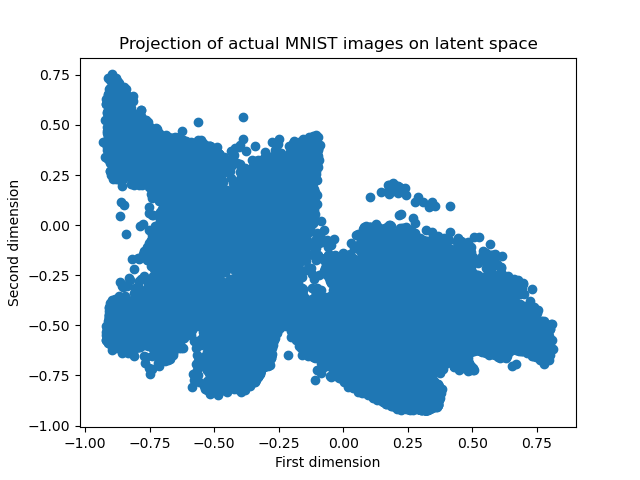 Projection of actual MNIST images on latent space
Second dimension
0.75
0.50
0.25
0.00
−0.25
−0.50
−0.75
−1.00
−1.00 −0.75 −0.50 −0.25 0.00 0.25 0.50 0.75
First dimension